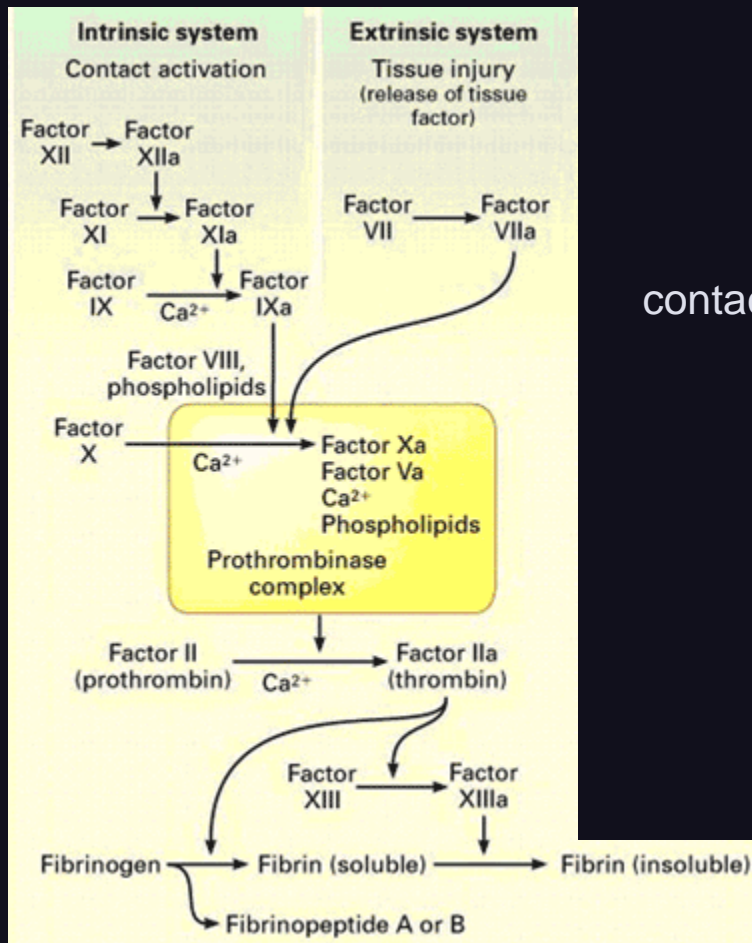 Intrinsic system
Contact activation
Extrinsic system
Tissue injury
(release of tissue
factor)
Factor XII
Factor XIIa
Factor XI
Factor XIa
Factor VII
Factor VIIa
Factor IX
Ca2+
Factor IXa
Factor VIII,
phospholipids
Factor X
Ca2+
Factor Xa
Factor Va
Ca2+
Phospholipids
Prothrombinase
complex
Factor II
(prothrombin)
Ca2+
Factor IIa
(thrombin)
Factor XIII
Factor XIIIa
Fibrinogen
Fibrin (soluble)
Fibrin (insoluble)
Fibrinopeptide A or B